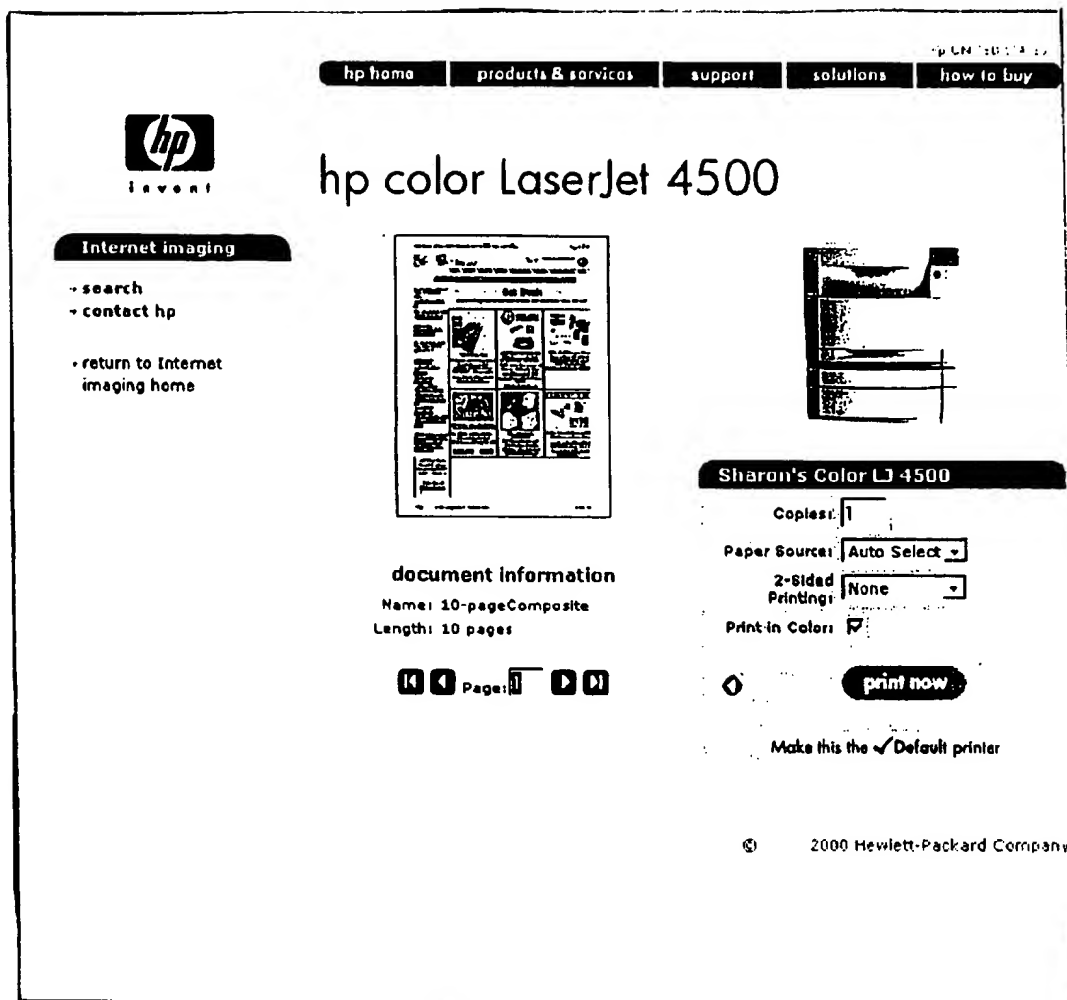 hp home products & services support solutions how to buy
hp
invent
hp color LaserJet 4500
Internet imaging
search
contact hp
return to Internet
imaging home
document information
Name: 10-pageComposite
Length: 10 pages
Page: 1
Sharon's Color LJ 4500
Copies: 1
Paper Source: Auto Select
2-Sided
Printing: None
Print in Color:
print now
Make this the ✓Default printer
© 2000 Hewlett-Packard Company